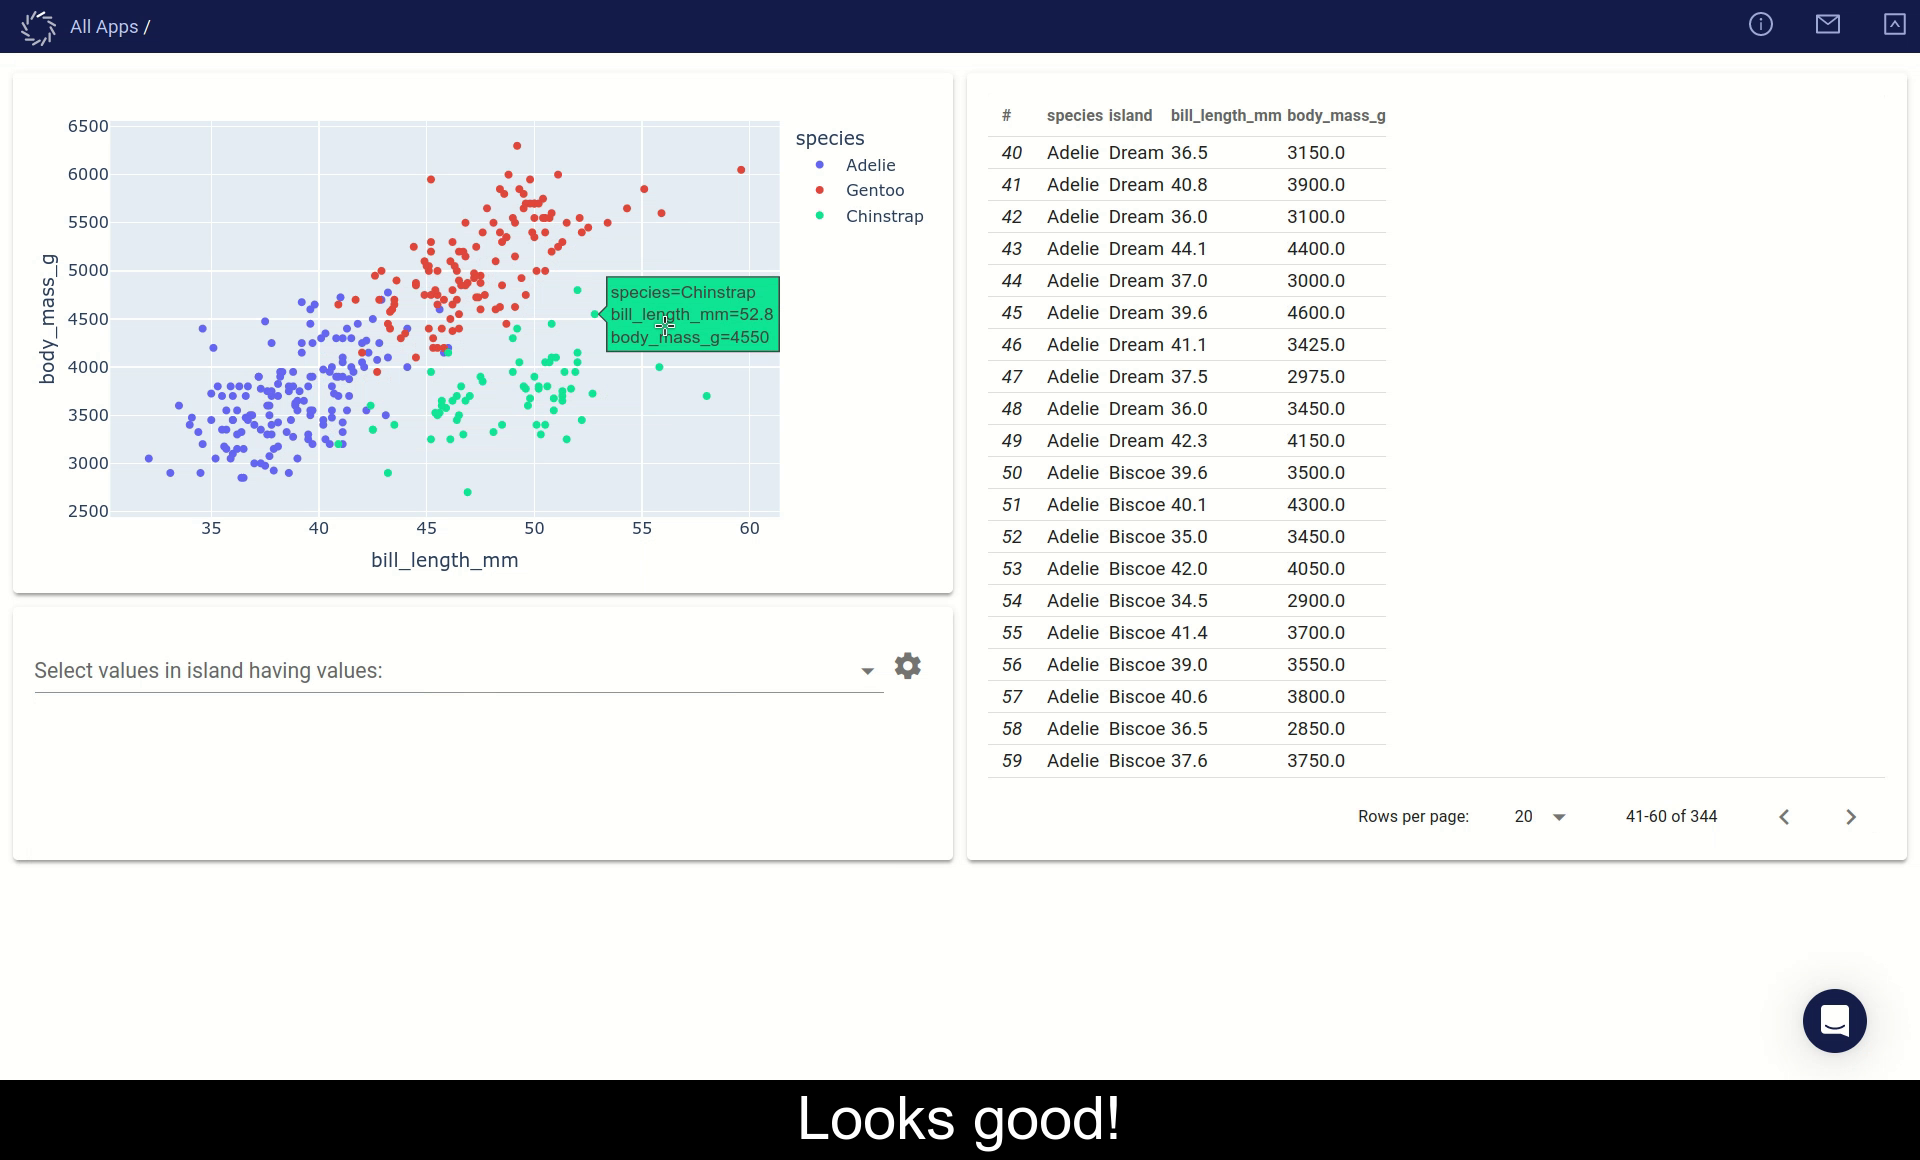 All Apps /
6500
6000
5500
5000
4500
4000
3500
3000
2500
body_mass_g
35 40 45 50 55 60
bill_length_mm
species
Adelie
Gentoo
Chinstrap
species=Chinstrap
bill_length_mm=52.8
body_mass_g=4550
Select values in island having values:
# species island bill_length_mm body_mass_g
40 Adelie Dream 36.5 3150.0
41 Adelie Dream 40.8 3900.0
42 Adelie Dream 36.0 3100.0
43 Adelie Dream 44.1 4400.0
44 Adelie Dream 37.0 3000.0
45 Adelie Dream 39.6 4600.0
46 Adelie Dream 41.1 3425.0
47 Adelie Dream 37.5 2975.0
48 Adelie Dream 36.0 3450.0
49 Adelie Dream 42.3 4150.0
50 Adelie Biscoe 39.6 3500.0
51 Adelie Biscoe 40.1 4300.0
52 Adelie Biscoe 35.0 3450.0
53 Adelie Biscoe 42.0 4050.0
54 Adelie Biscoe 34.5 2900.0
55 Adelie Biscoe 41.4 3700.0
56 Adelie Biscoe 39.0 3550.0
57 Adelie Biscoe 40.6 3800.0
58 Adelie Biscoe 36.5 2850.0
59 Adelie Biscoe 37.6 3750.0
Rows per page: 20 41-60 of 344
Looks good!